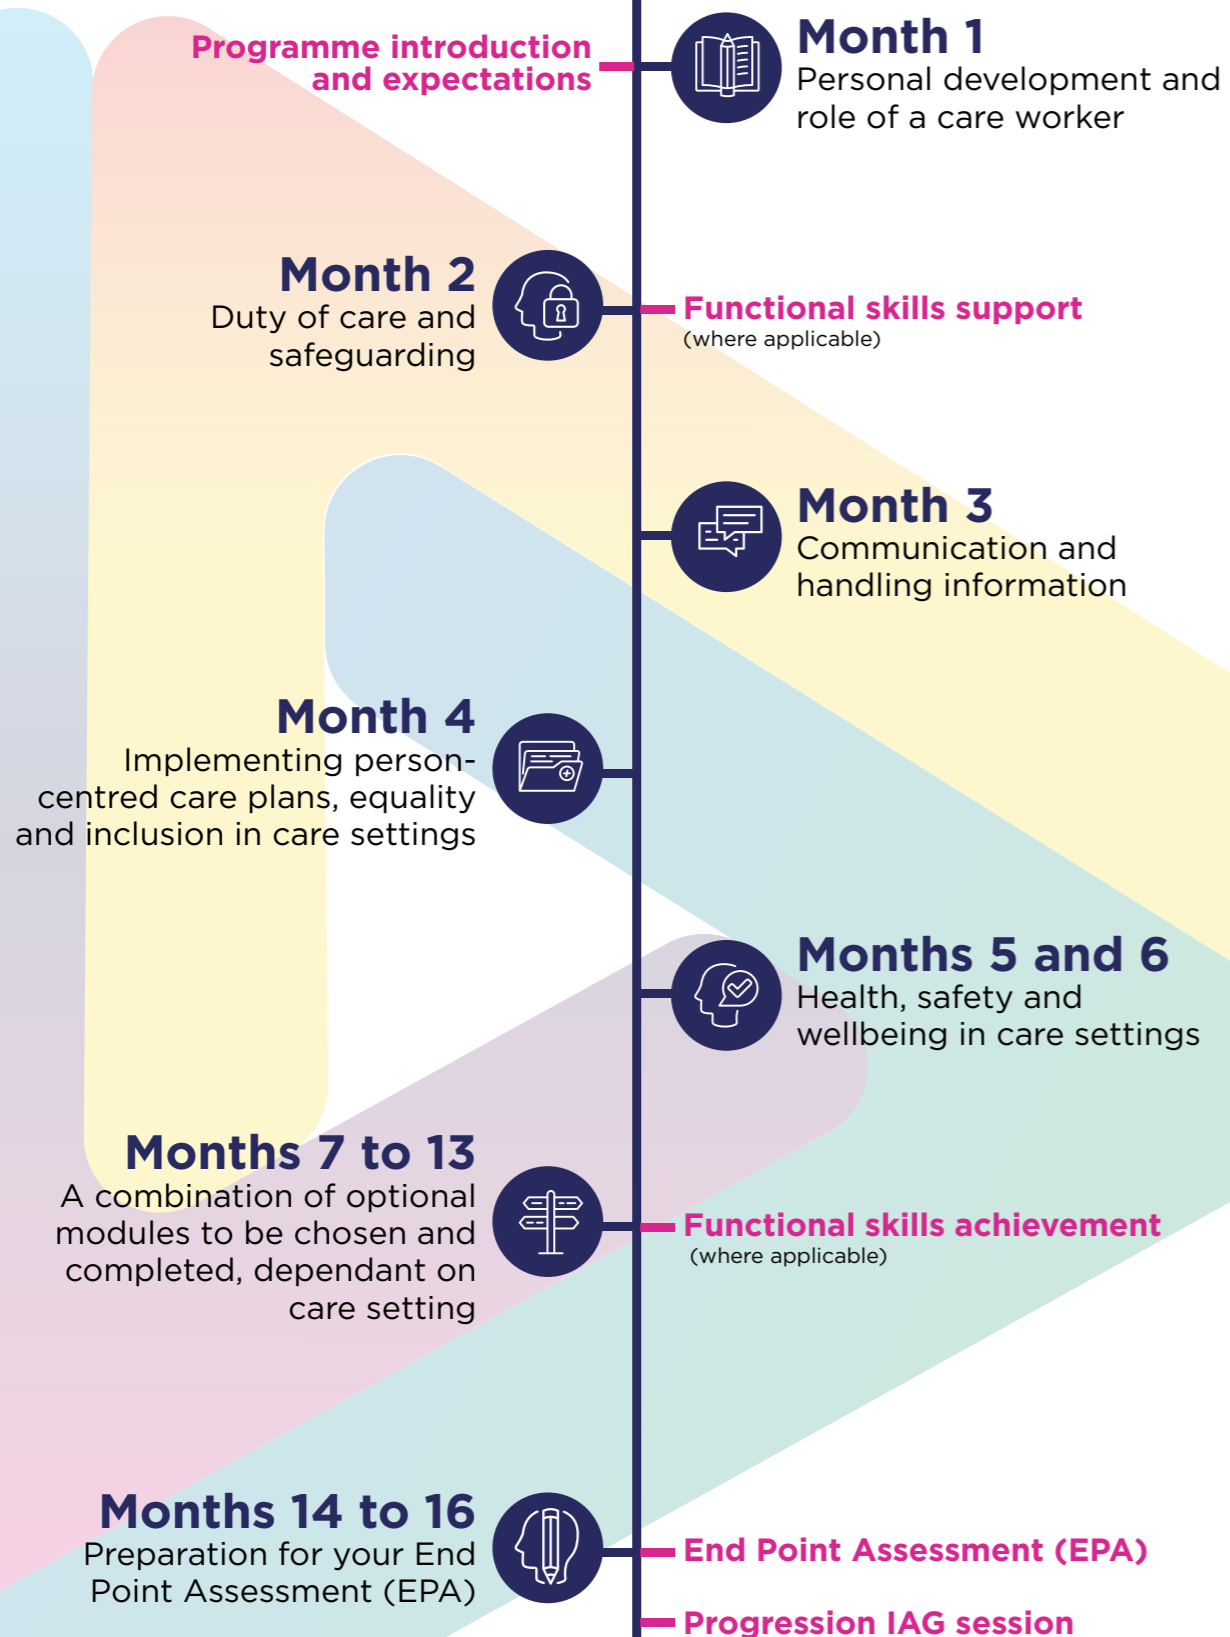 Programme introduction
and expectations
Month 1
Personal development and
role of a care worker
Month 2
Duty of care and
safeguarding
Functional skills support
(where applicable)
Month 3
Communication and
handling information
Month 4
Implementing person-
centred care plans, equality
and inclusion in care settings
Months 5 and 6
Health, safety and
wellbeing in care settings
Months 7 to 13
A combination of optional
modules to be chosen and
completed, dependant on
care setting
Functional skills achievement
(where applicable)
Months 14 to 16
Preparation for your End
Point Assessment (EPA)
End Point Assessment (EPA)
Progression IAG session